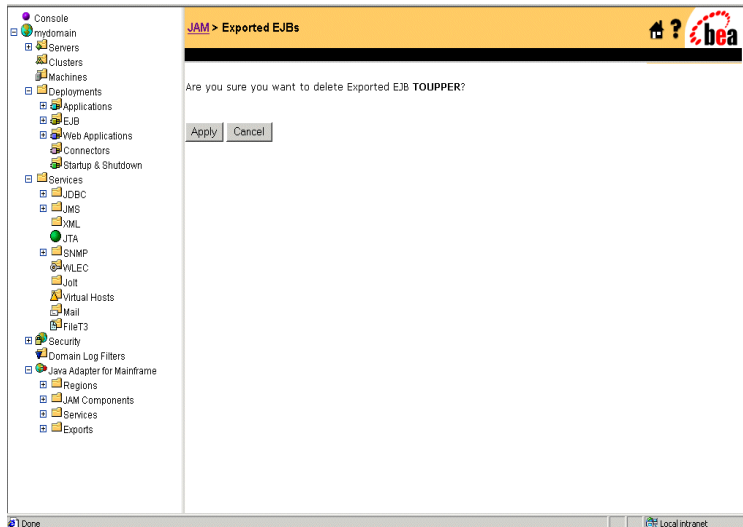 Console
mydomain
Servers
Clusters
Machines
Deployments
Applications
EJB
Web Applications
Connectors
Startup & Shutdown
Services
JDBC
JMS
XML
JTA
SNMP
WLEC
Jolt
Virtual Hosts
Mail
FileT3
Security
Domain Log Filters
Java Adapter for Mainframe
Regions
JAM Components
Services
Exports
JAM > Exported EJBs
? bea
Are you sure you want to delete Exported EJB TOUPPER?
Apply Cancel
Done Local intranet